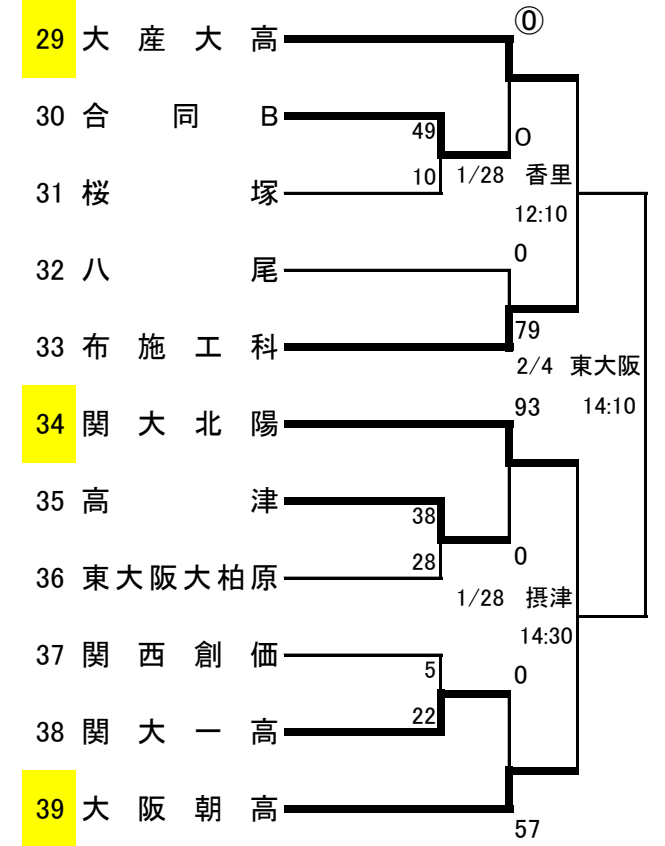 ⓪
29 大産大高
30 合同B
49
0
10 1/28 香里
31 桜塚
12:10
0
32 八尾
79
33 布施工科
2/4 東大阪
93 14:10
34 関大北陽
35 高津
38
28 0
36 東大阪大柏原
1/28 摂津
14:30
37 関西創価
5 0
22
38 関大一高
39 大阪朝高
57